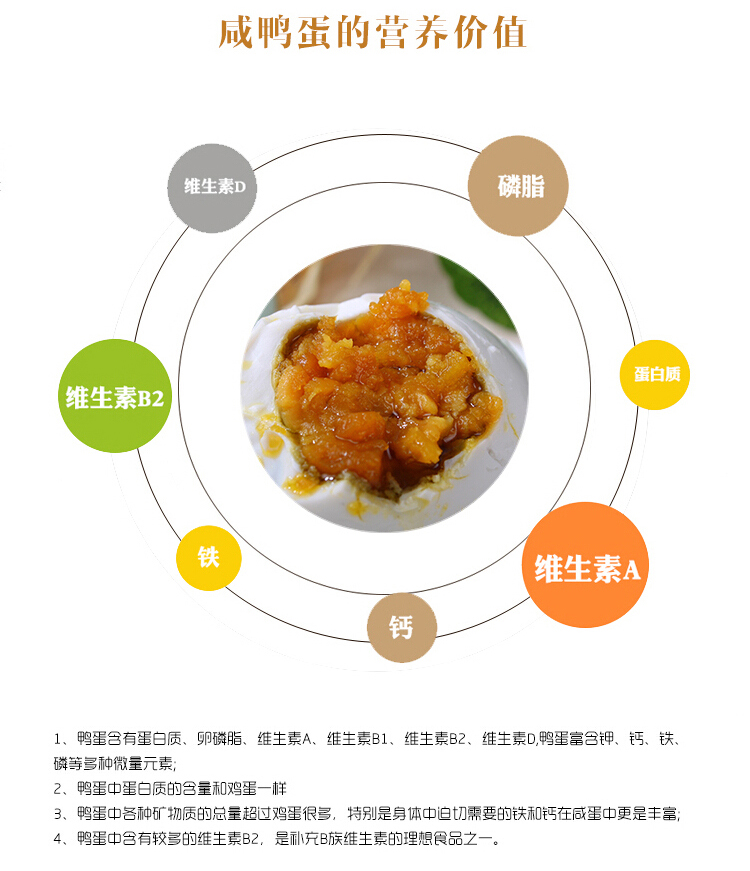 咸鸭蛋的营养价值
维生素D
磷脂
维生素B2
蛋白质
铁
维生素A
钙
1、鸭蛋含有蛋白质、卵磷脂、维生素A、维生素B1、维生素B2、维生素D,鸭蛋富含钾、钙、铁、
磷等多种微量元素;
2、鸭蛋中蛋白质的含量和鸡蛋一样
3、鸭蛋中各种矿物质的总量超过鸡蛋很多，特别是身体中迫切需要的铁和钙在咸蛋中更是丰富;
4、鸭蛋中含有较多的维生素B2，是补充B族维生素的理想食品之一。